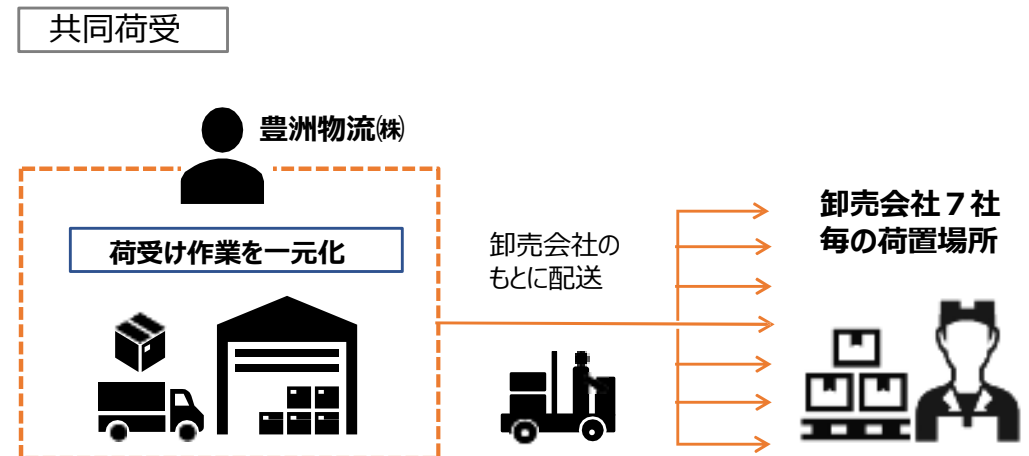 共同荷受
豊洲物流㈱
荷受け作業を一元化
卸売会社の
もとに配送
卸売会社７社
毎の荷置場所